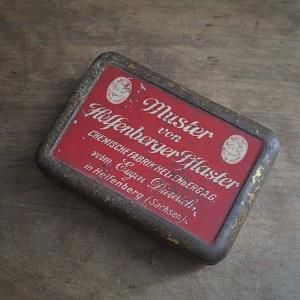 Muster
von
Helfenberger Pflaster
CHEMISCHE FABRIK HELFENBERG A.G.
vorm. Eugen Dieterich
in Helfenberg (Sachsen).